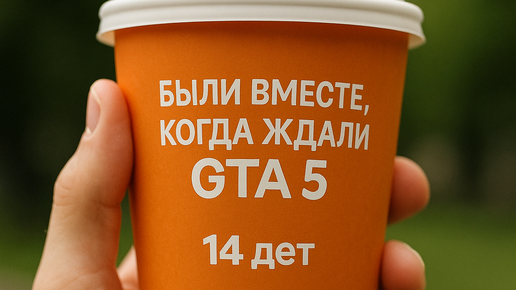 БЫЛИ ВМЕСТЕ,
КОГДА ЖДАЛИ
GTA 5
14 дет